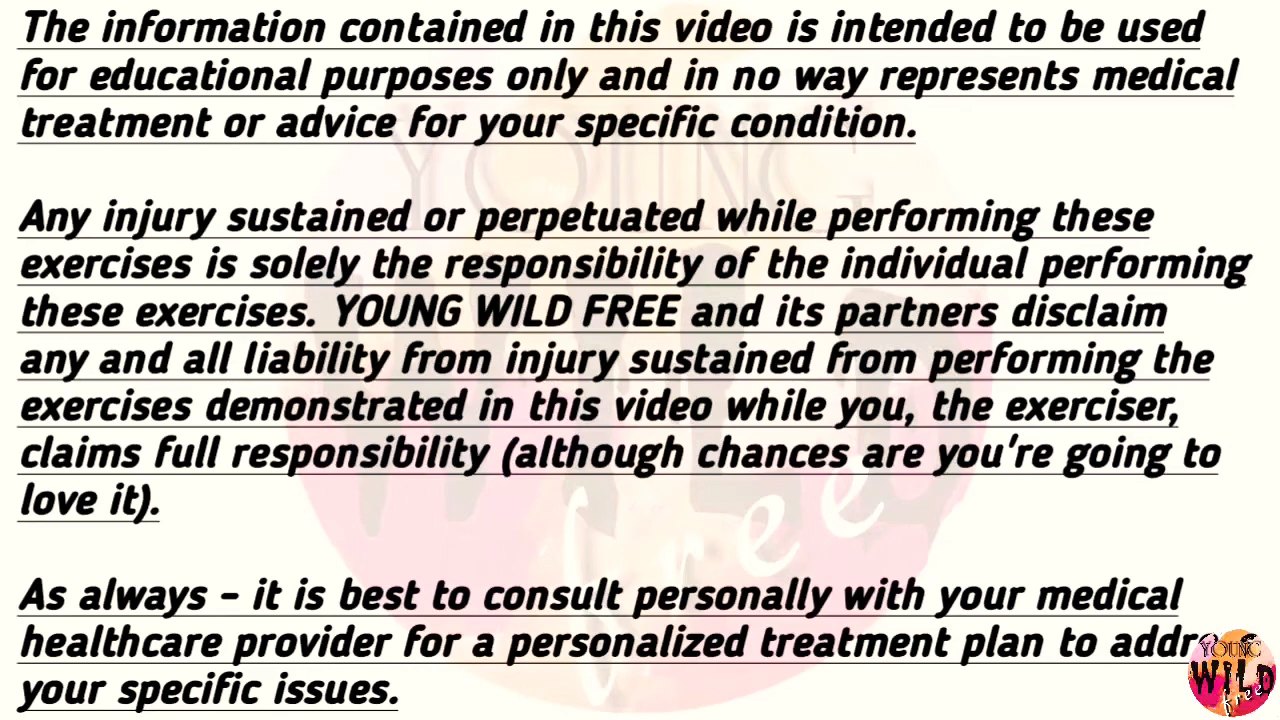 The information contained in this video is intended to be used
for educational purposes only and in no way represents medical
treatment or advice for your specific condition.
Any injury sustained or perpetuated while performing these
exercises is solely the responsibility of the individual performing
these exercises. YOUNG WILD FREE and its partners disclaim
any and all liability from injury sustained from performing the
exercises demonstrated in this video while you, the exerciser,
claims full responsibility (although chances are you're going to
love it).
As always - it is best to consult personally with your medical
healthcare provider for a personalized treatment plan to
your specific issues.
YOUNG
WILD
free
YOUNG
WILD
free